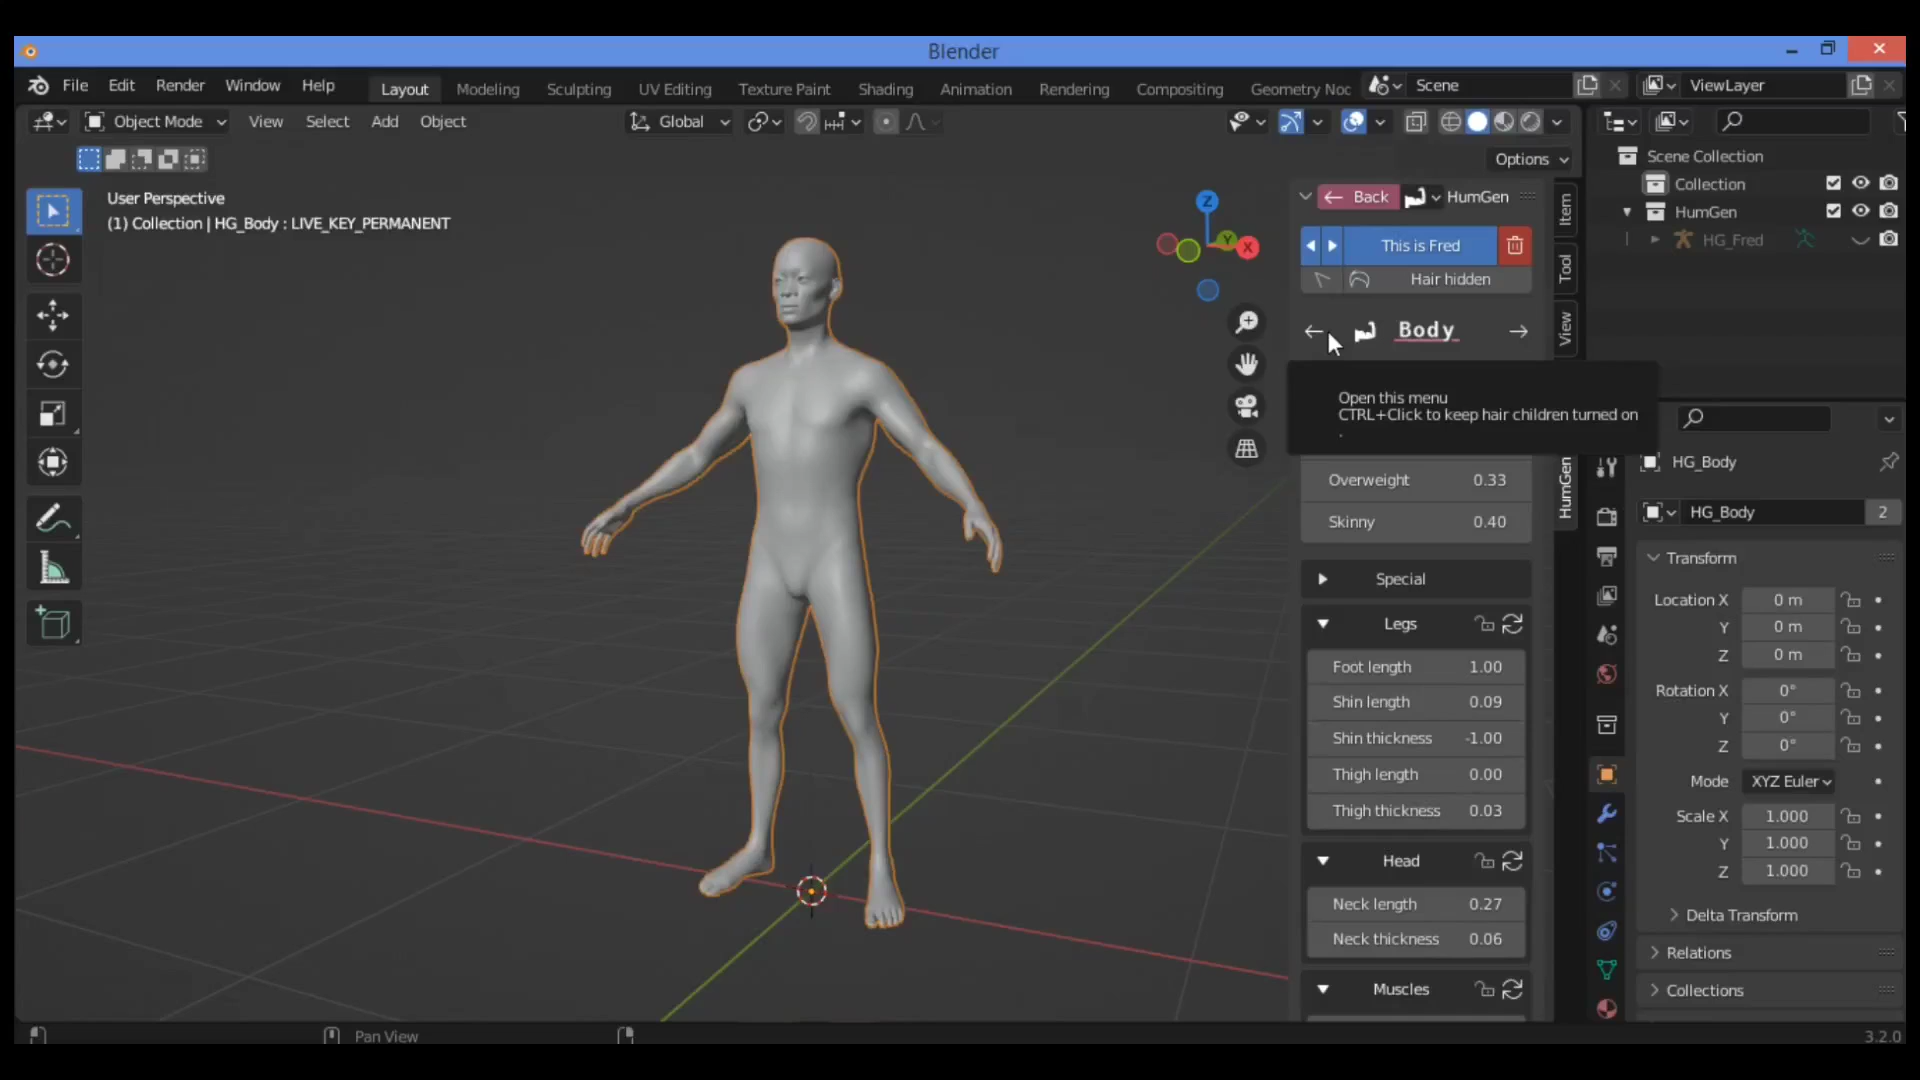 Blender
File Edit Render Window Help Layout Modeling Sculpting UV Editing Texture Paint Shading Animation Rendering Compositing Geometry Noc Scene ViewLayer
Object Mode View Select Add Object Global
Options
User Perspective
(1) Collection | HG_Body : LIVE_KEY_PERMANENT
Z
Y
X
Back HumGen
This is Fred
Hair hidden
Body
Open this menu
CTRL+Click to keep hair children turned on
.
Overweight 0.33
Skinny 0.40
Special
Legs
Foot length 1.00
Shin length 0.09
Shin thickness -1.00
Thigh length 0.00
Thigh thickness 0.03
Head
Neck length 0.27
Neck thickness 0.06
Muscles
Item
Tool
View
HumGen
Scene Collection
Collection
HumGen
HG_Fred
HG_Body
HG_Body 2
Transform
Location X 0 m
Y 0 m
Z 0 m
Rotation X 0°
Y 0°
Z 0°
Mode XYZ Euler
Scale X 1.000
Y 1.000
Z 1.000
Delta Transform
Relations
Collections
Pan View
3.2.0